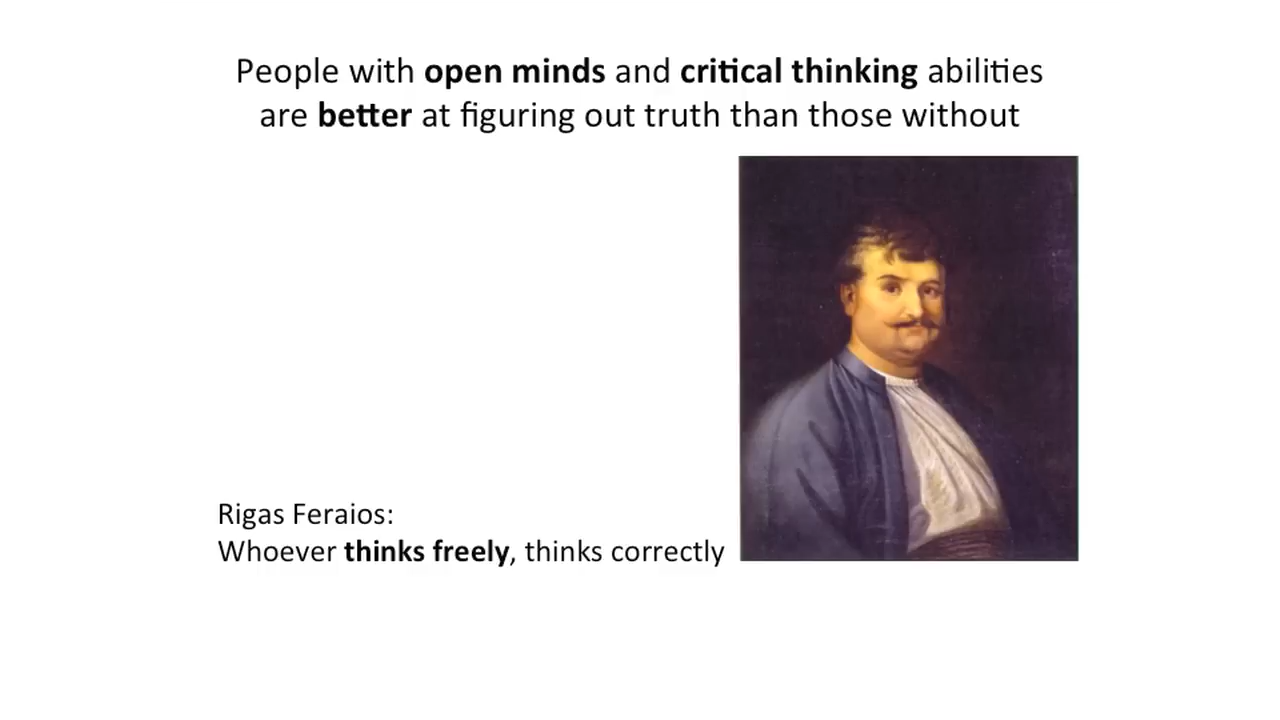 People with open minds and critical thinking abilities
are better at figuring out truth than those without
Rigas Feraios:
Whoever thinks freely, thinks correctly